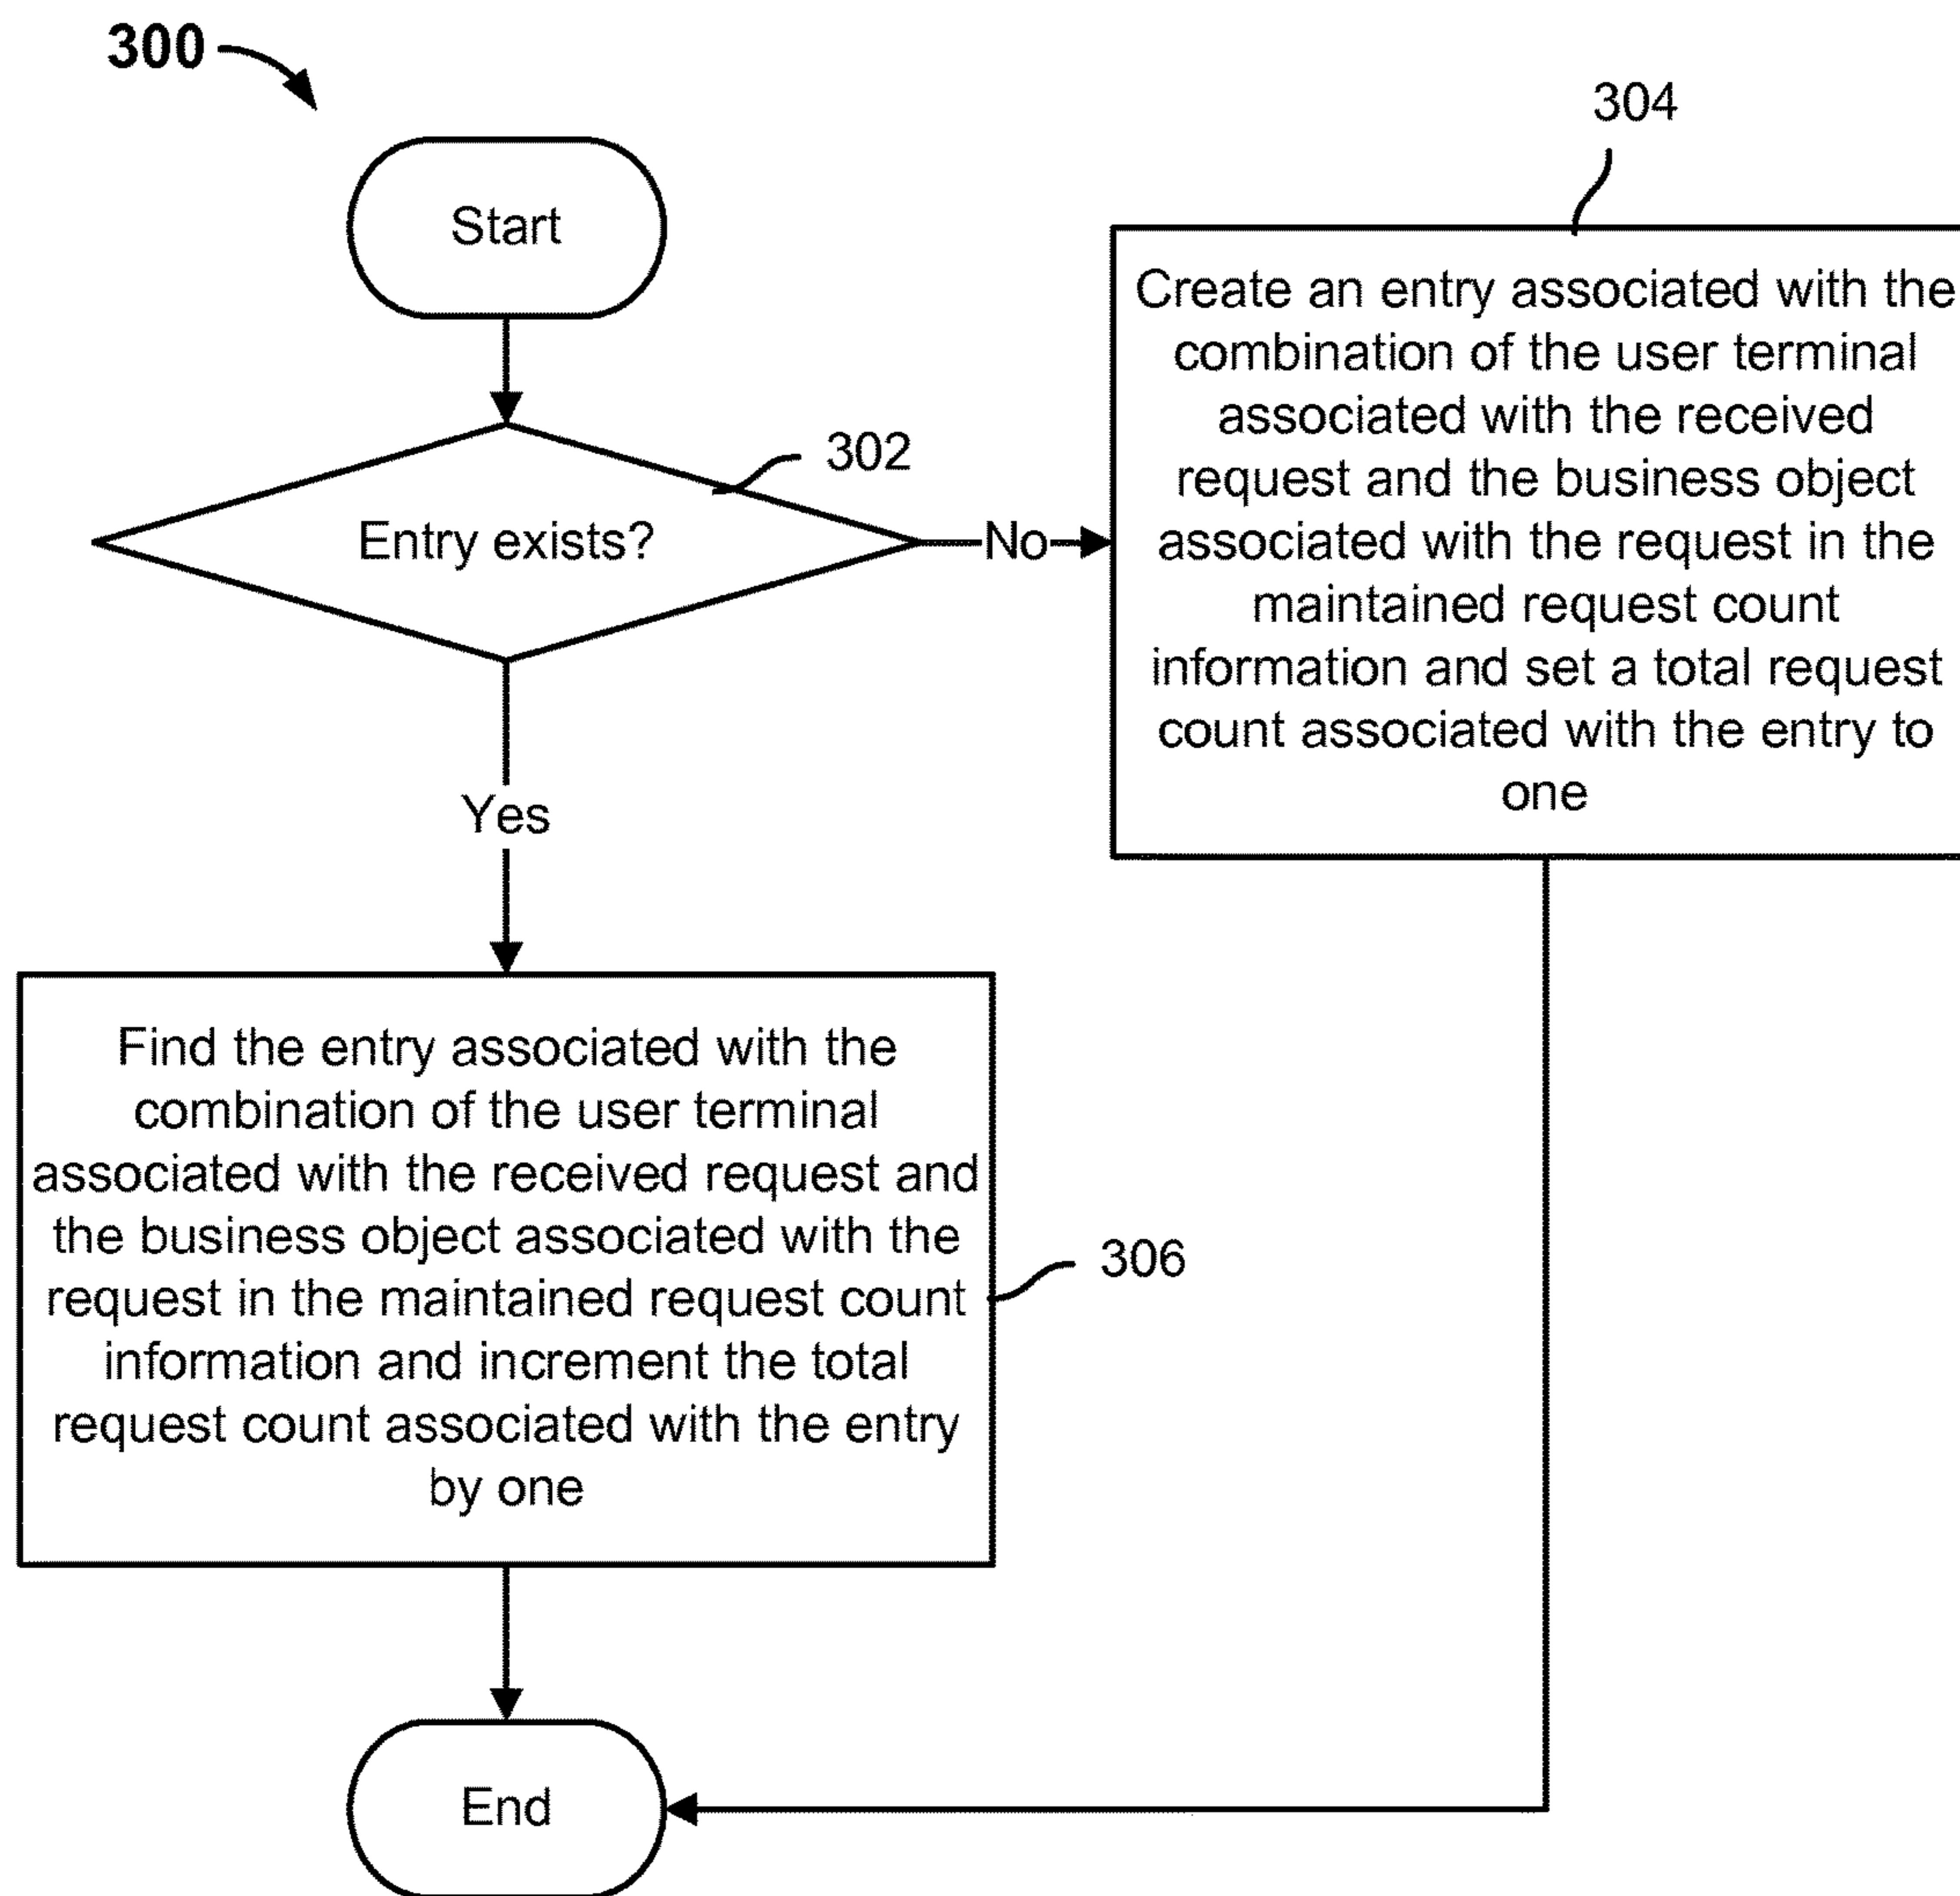 300
Start
302
Entry exists?
No
304
Create an entry associated with the
combination of the user terminal
associated with the received
request and the business object
associated with the request in the
maintained request count
information and set a total request
count associated with the entry to
one
Yes
Find the entry associated with the
combination of the user terminal
associated with the received request and
the business object associated with the
request in the maintained request count
information and increment the total
request count associated with the entry
by one
306
End